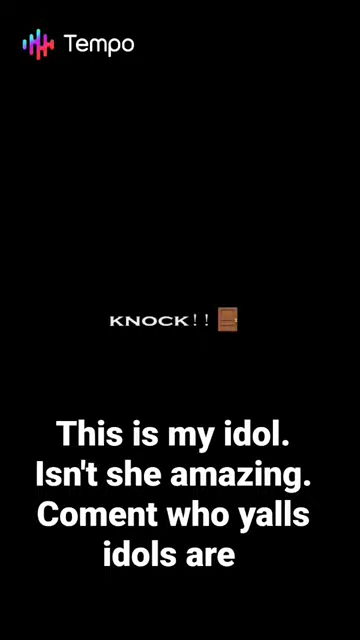 Tempo
KNOCK!!
This is my idol.
Isn't she amazing.
Coment who yalls
idols are